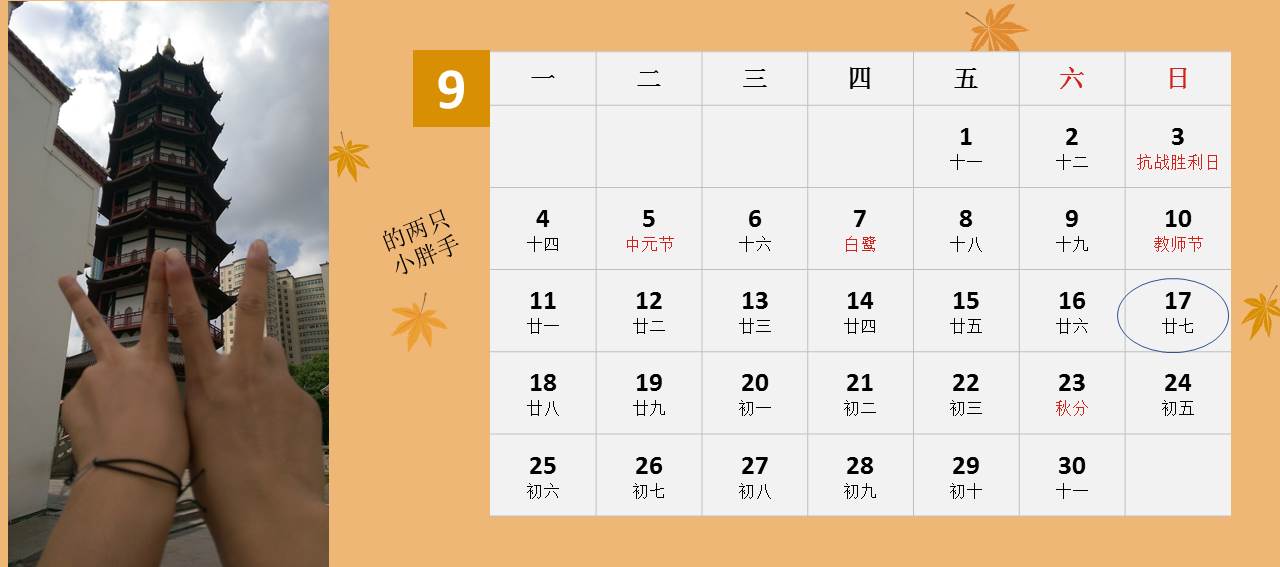 9
一 二 三 四 五 六 日
1 2 3
十一 十二 抗战胜利日
的两只
小胖手
4 5 6 7 8 9 10
十四 中元节 十六 白鹭 十八 十九 教师节
11 12 13 14 15 16 17
廿一 廿二 廿三 廿四 廿五 廿六 廿七
18 19 20 21 22 23 24
廿八 廿九 初一 初二 初三 秋分 初五
25 26 27 28 29 30
初六 初七 初八 初九 初十 十一